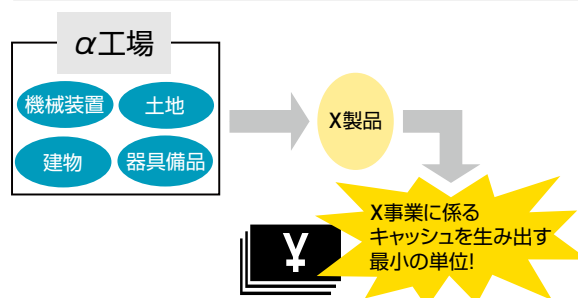 α工場
機械装置
土地
建物
器具備品
X製品
X事業に係る
キャッシュを生み出す
最小の単位!
¥